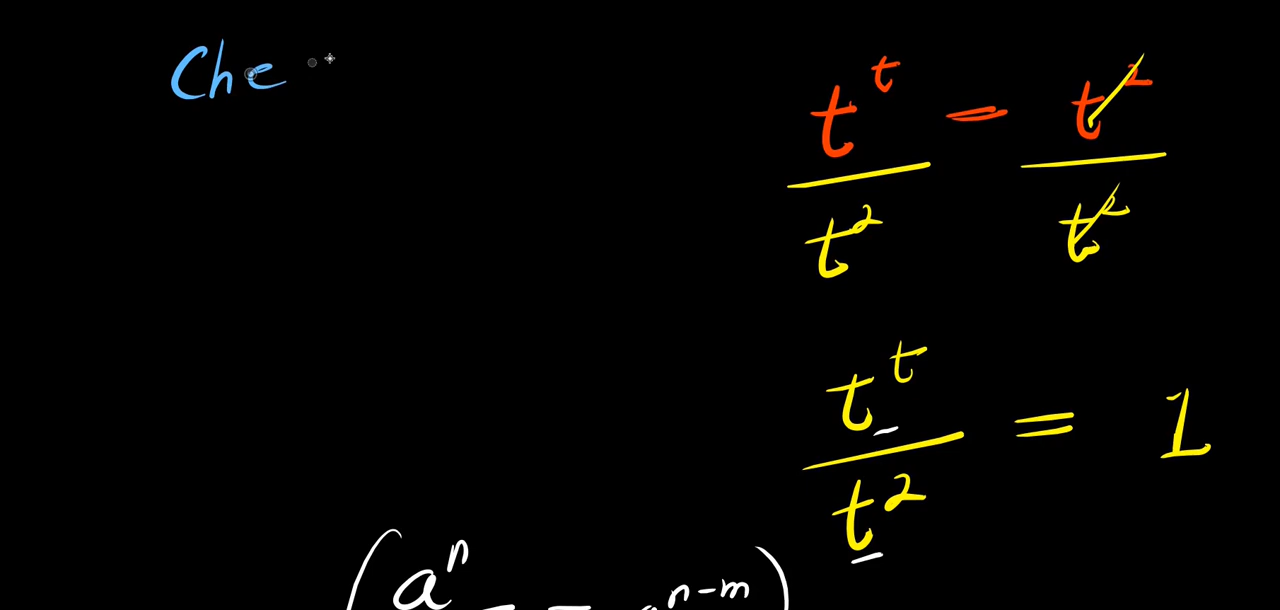 Che
t^t = t^2
t^2 t^2
t^t = 1
t^2
(a^n = a^{n-m})